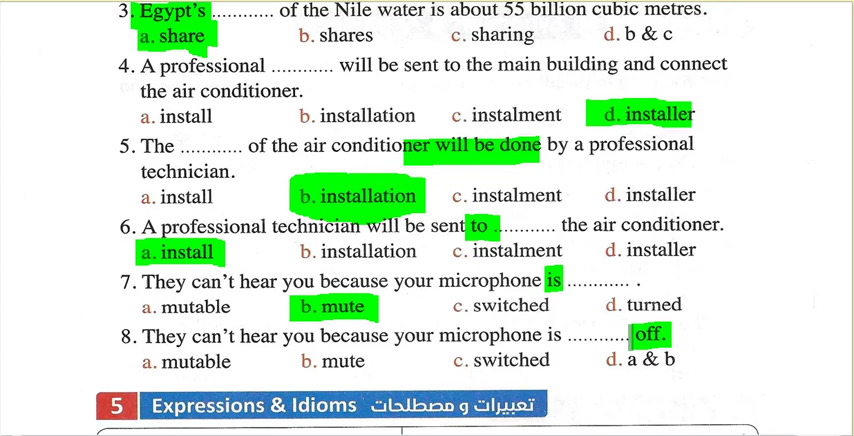 3. Egypt's ............ of the Nile water is about 55 billion cubic metres.
a. share b. shares c. sharing d. b & c
4. A professional ............ will be sent to the main building and connect
the air conditioner.
a. install b. installation c. instalment d. installer
5. The ............ of the air conditioner will be done by a professional
technician.
a. install b. installation c. instalment d. installer
6. A professional technician will be sent to ............ the air conditioner.
a. install b. installation c. instalment d. installer
7. They can't hear you because your microphone is ............ .
a. mutable b. mute c. switched d. turned
8. They can't hear you because your microphone is ............ off.
a. mutable b. mute c. switched d. a & b
5 Expressions & Idioms تعبيرات و مصطلحات